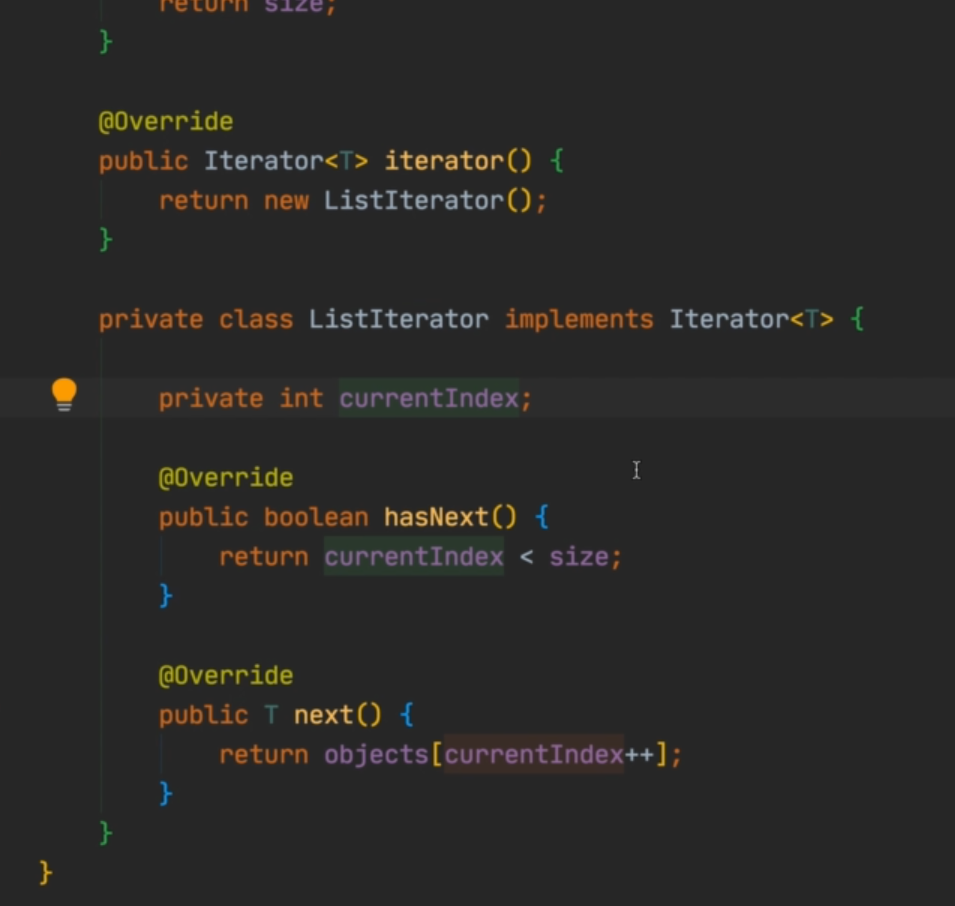 return size;
}
@Override
public Iterator<T> iterator() {
return new ListIterator();
}
private class ListIterator implements Iterator<T> {
private int currentIndex;
@Override
public boolean hasNext() {
return currentIndex < size;
}
@Override
public T next() {
return objects[currentIndex++];
}
}
}